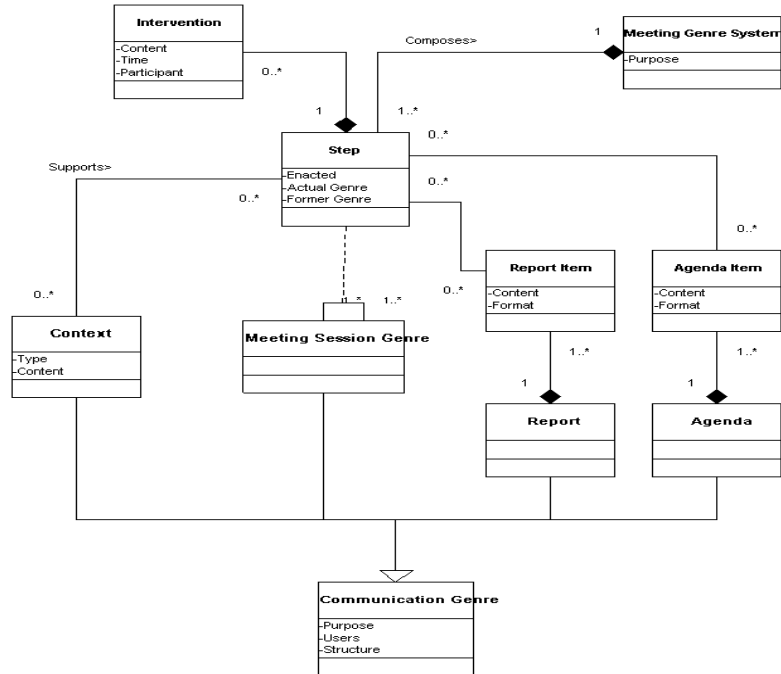 Intervention
-Content
-Time
-Participant
0..*
1
Composes>
1
Meeting Genre System
-Purpose
1..*
0..*
Step
-Enacted
-Actual Genre
-Former Genre
Supports>
0..*
0..*
0..*
0..*
0..*
Report Item
-Content
-Format
Agenda Item
-Content
-Format
Context
-Type
-Content
1..*
1..*
Meeting Session Genre
1..*
1..*
1
1
Report
Agenda
Communication Genre
-Purpose
-Users
-Structure